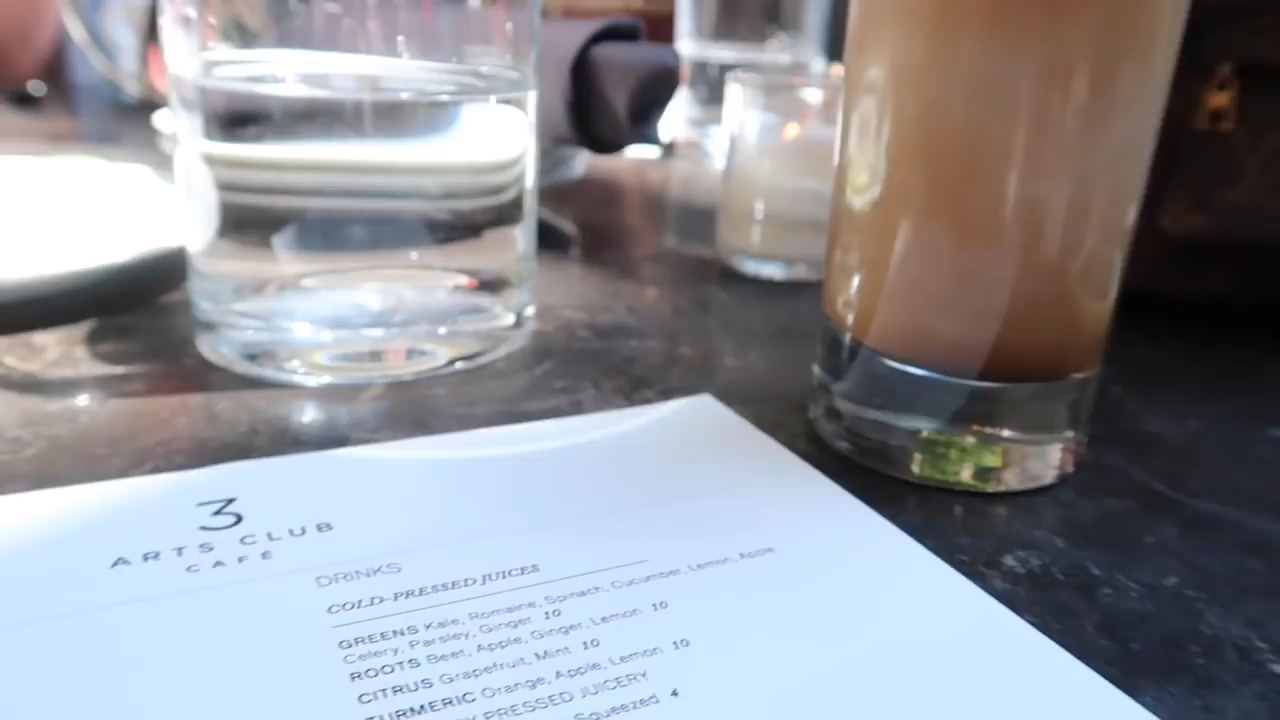 3
ARTS CLUB
CAFÉ
DRINKS
COLD-PRESSED JUICES
GREENS Kale, Romaine, Spinach, Cucumber, Lemon, Apple
Celery, Parsley, Ginger 10
ROOTS Beet, Apple, Ginger, Lemon 10
CITRUS Grapefruit, Mint 10
TURMERIC Orange, Apple, Lemon 10
PRESSED JUICERY
Squeezed 4